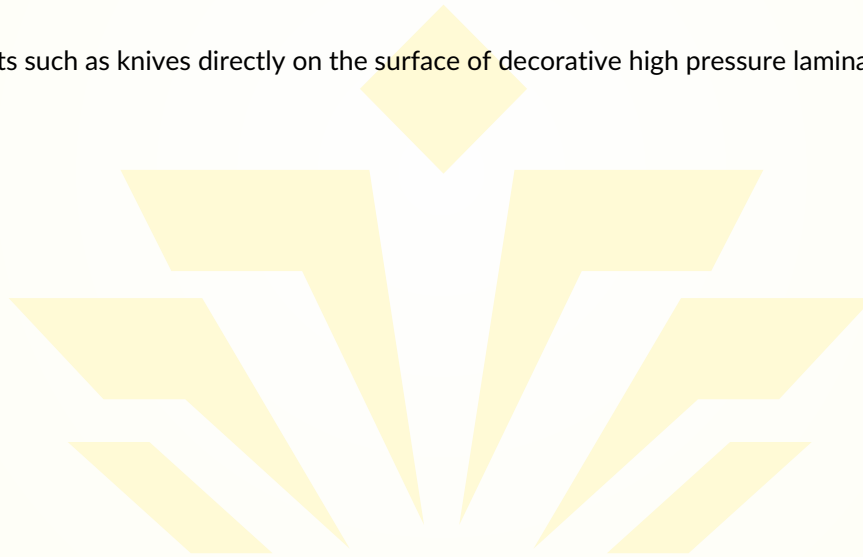 ts such as knives directly on the surface of decorative high pressure lamina